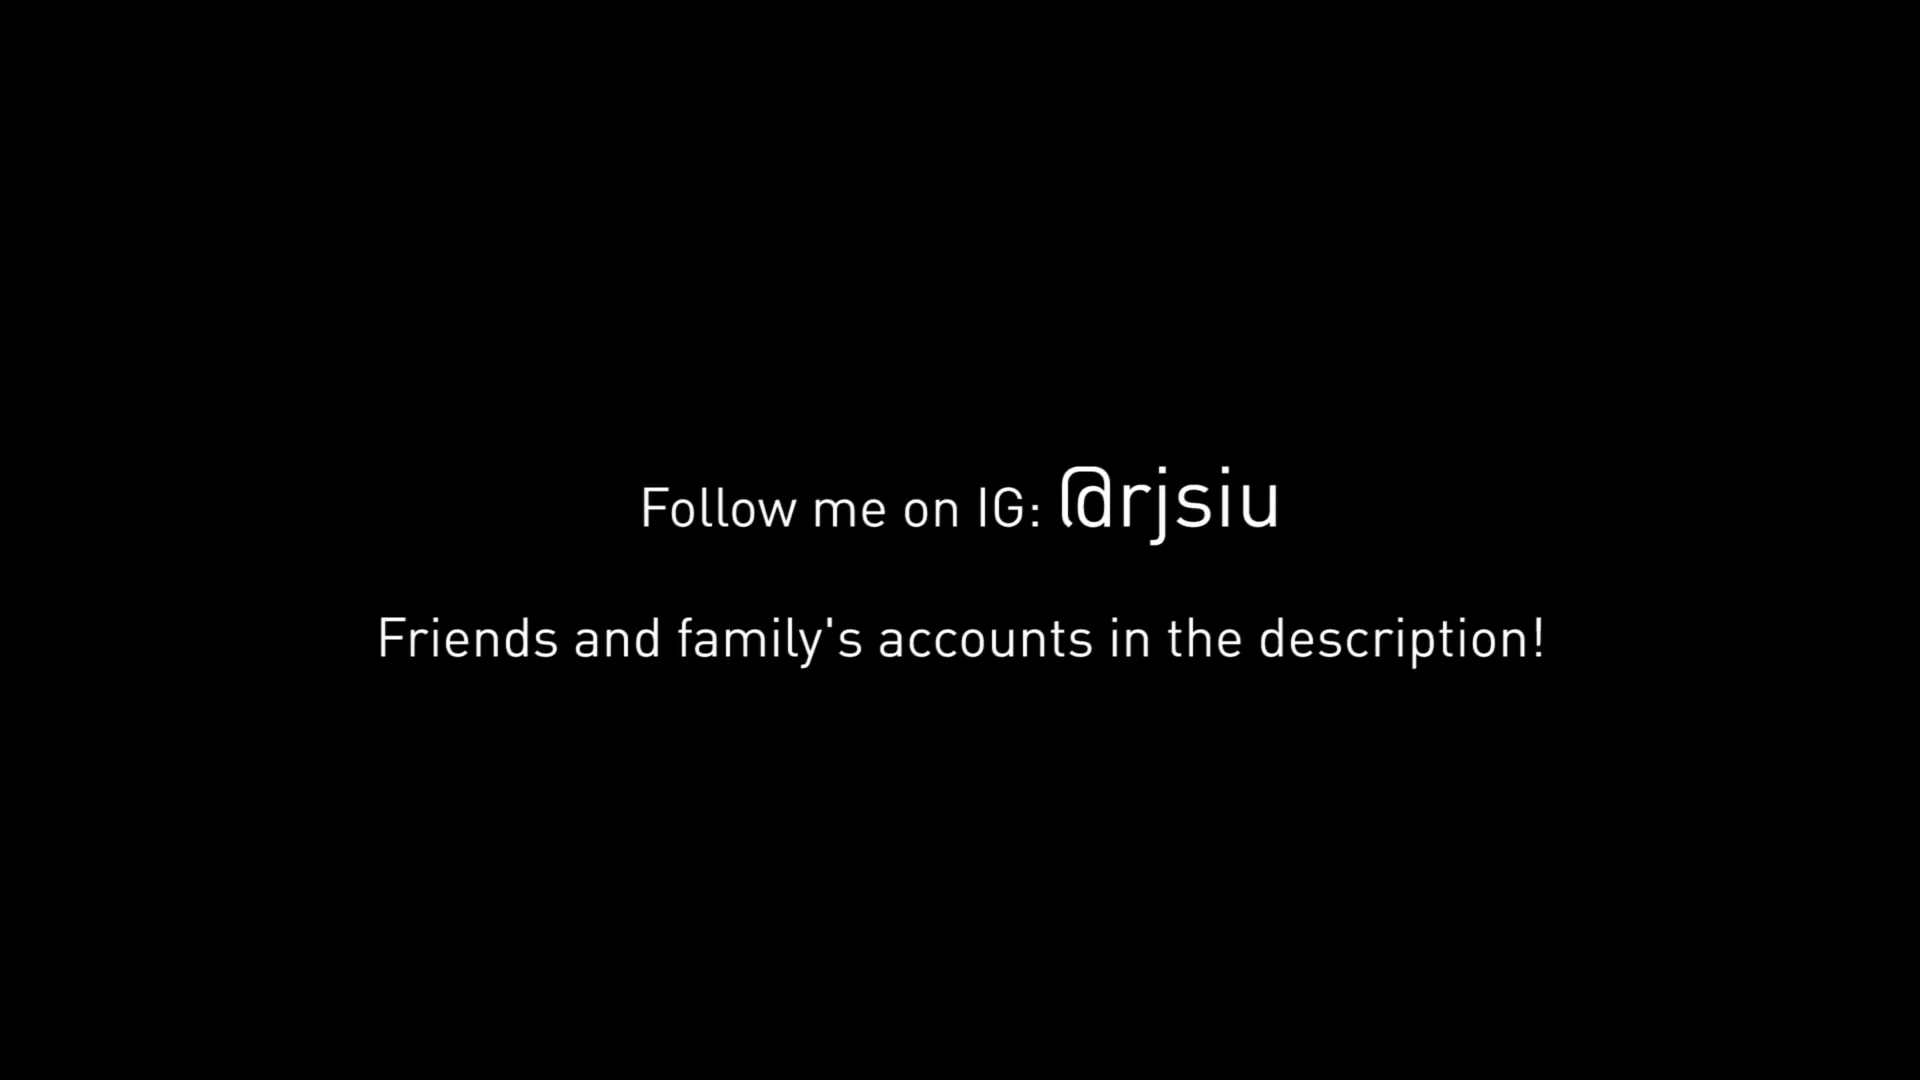 Follow me on IG: @rjsiu
Friends and family's accounts in the description!